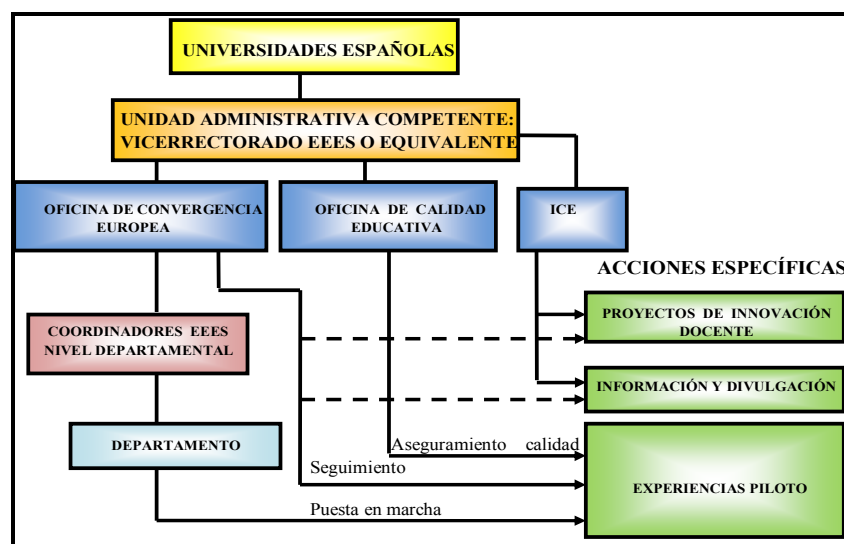 UNIVERSIDADES ESPAÑOLAS
UNIDAD ADMINISTRATIVA COMPETENTE:
VICERRECTORADO EEES O EQUIVALENTE
OFICINA DE CONVERGENCIA
EUROPEA
OFICINA DE CALIDAD
EDUCATIVA
ICE
ACCIONES ESPECÍFICAS
PROYECTOS DE INNOVACIÓN
DOCENTE
COORDINADORES EEES
NIVEL DEPARTAMENTAL
INFORMACIÓN Y DIVULGACIÓN
DEPARTAMENTO
Aseguramiento calidad
Seguimiento
EXPERIENCIAS PILOTO
Puesta en marcha